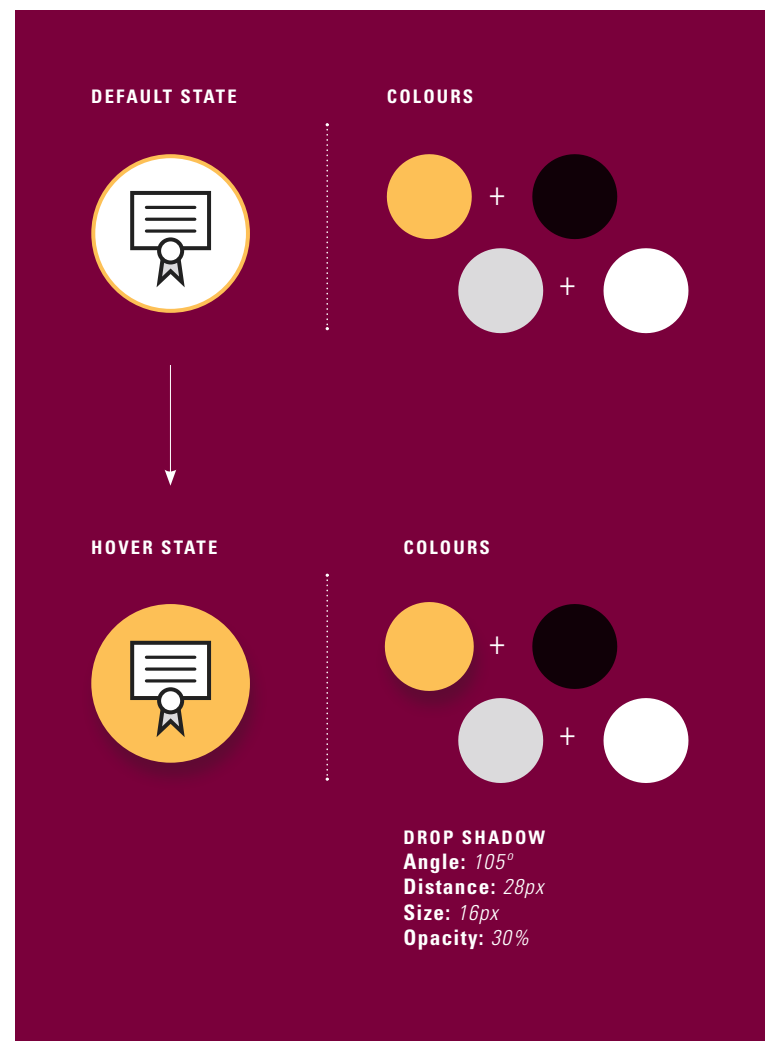 DEFAULT STATE
COLOURS
+
+
HOVER STATE
COLOURS
+
+
DROP SHADOW
Angle: 105º
Distance: 28px
Size: 16px
Opacity: 30%